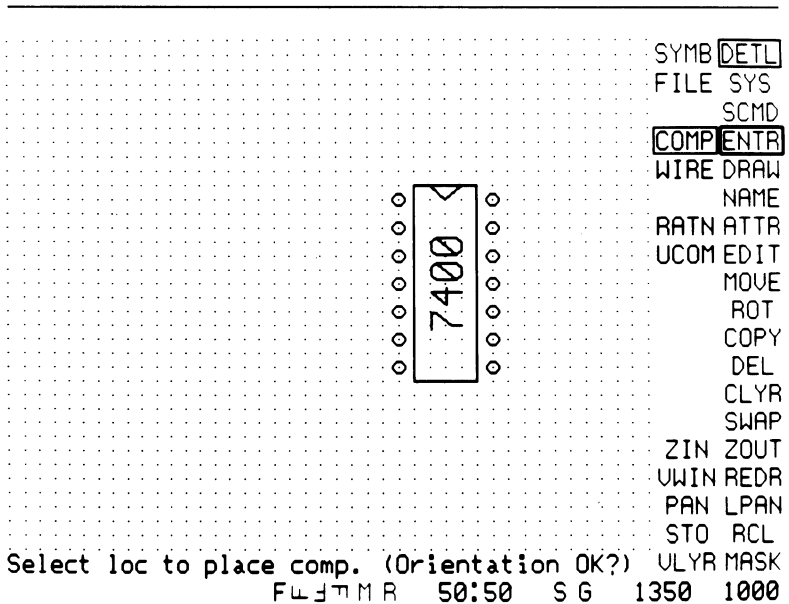 SYMB DETL
FILE SYS
SCMD
COMP ENTR
WIRE DRAW
NAME
RATN ATTR
UCOM EDIT
MOVE
ROT
COPY
DEL
CLYR
SWAP
ZIN ZOUT
VWIN REDR
PAN LPAN
STO RCL
VLYR MASK
7400
Select loc to place comp. (Orientation OK?)
F M R 50:50 S G 1350 1000